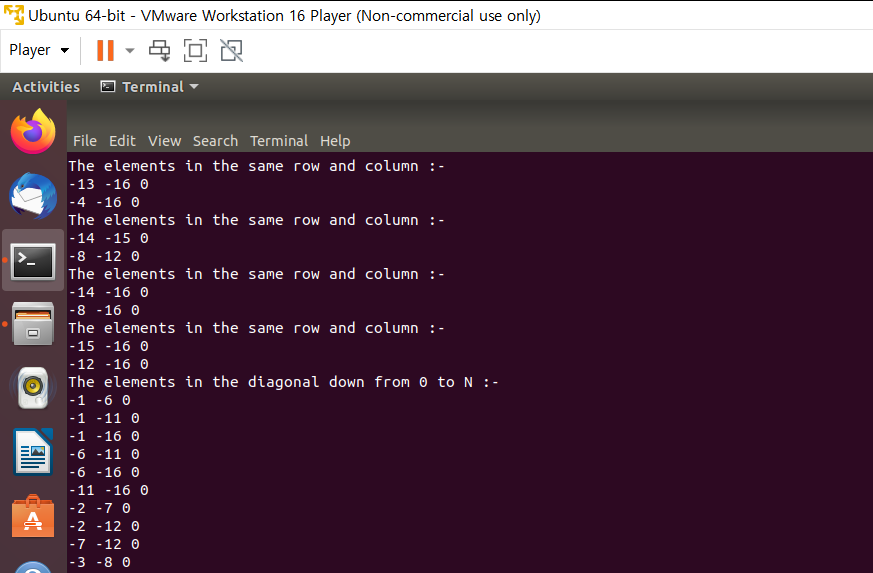 Ubuntu 64-bit - VMware Workstation 16 Player (Non-commercial use only)
Player
Activities Terminal
File Edit View Search Terminal Help
The elements in the same row and column :-
-13 -16 0
-4 -16 0
The elements in the same row and column :-
-14 -15 0
-8 -12 0
The elements in the same row and column :-
-14 -16 0
-8 -16 0
The elements in the same row and column :-
-15 -16 0
-12 -16 0
The elements in the diagonal down from 0 to N :-
-1 -6 0
-1 -11 0
-1 -16 0
-6 -11 0
-6 -16 0
-11 -16 0
-2 -7 0
-2 -12 0
-7 -12 0
-3 -8 0